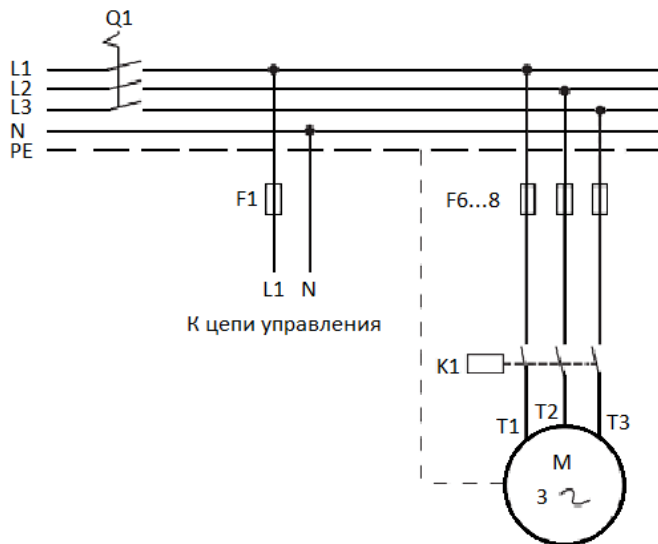 Q1
L1
L2
L3
N
PE
F1
F6...8
L1 N
К цепи управления
K1
T1
T2
T3
M
3